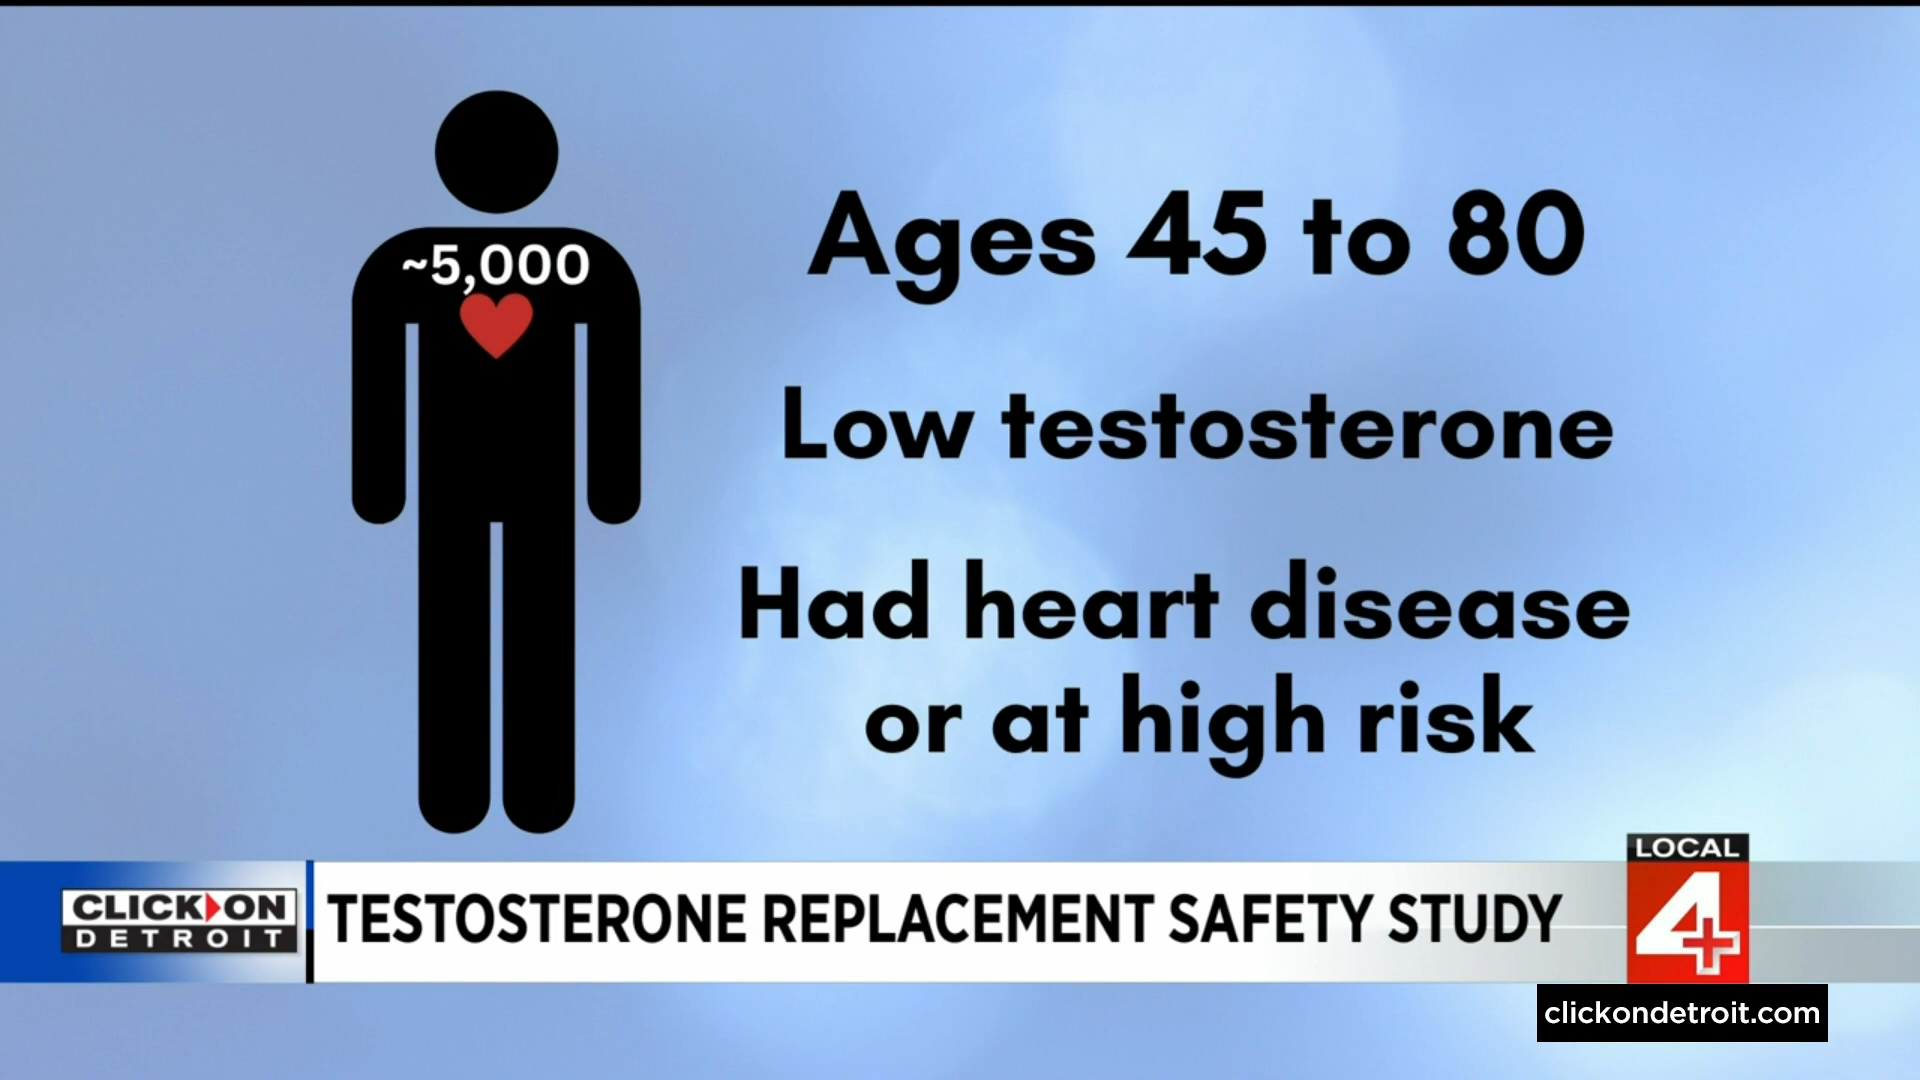 ~5,000
Ages 45 to 80
Low testosterone
Had heart disease
or at high risk
CLICK ON
DETROIT
TESTOSTERONE REPLACEMENT SAFETY STUDY
LOCAL
4+
clickondetroit.com